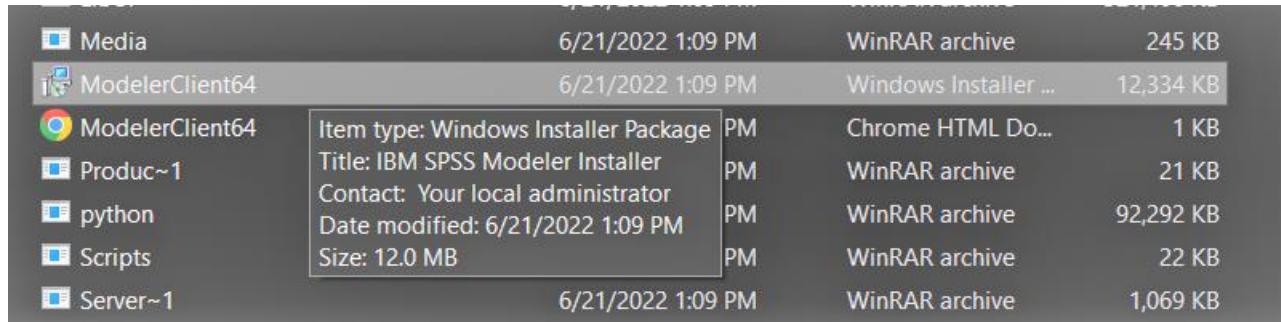 Media 6/21/2022 1:09 PM WinRAR archive 245 KB
ModelerClient64 6/21/2022 1:09 PM Windows Installer ... 12,334 KB
ModelerClient64 PM Chrome HTML Do... 1 KB
Item type: Windows Installer Package
Title: IBM SPSS Modeler Installer
Contact: Your local administrator
Date modified: 6/21/2022 1:09 PM
Size: 12.0 MB
Produc~1 PM WinRAR archive 21 KB
python PM WinRAR archive 92,292 KB
Scripts PM WinRAR archive 22 KB
Server~1 6/21/2022 1:09 PM WinRAR archive 1,069 KB